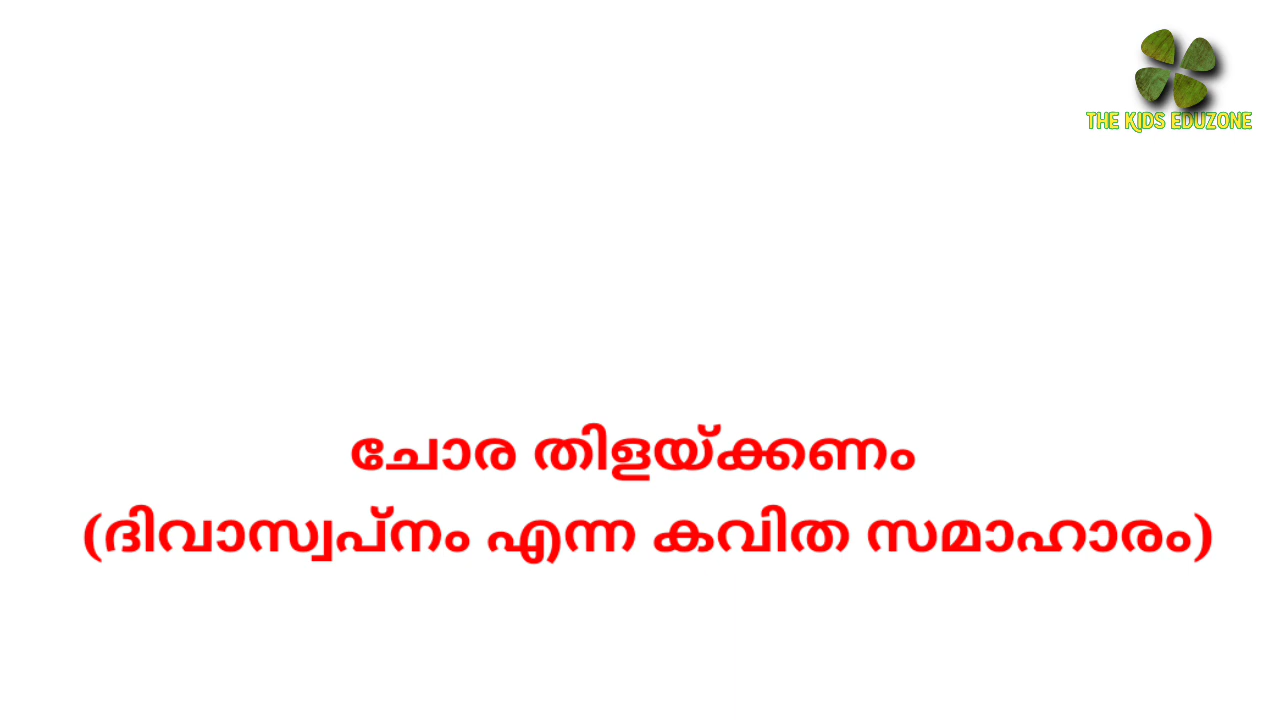 THE KIDS EDUZONE
ചോര തിളയ്ക്കണം
(ദിവാസ്വപ്നം എന്ന കവിത സമാഹാരം)